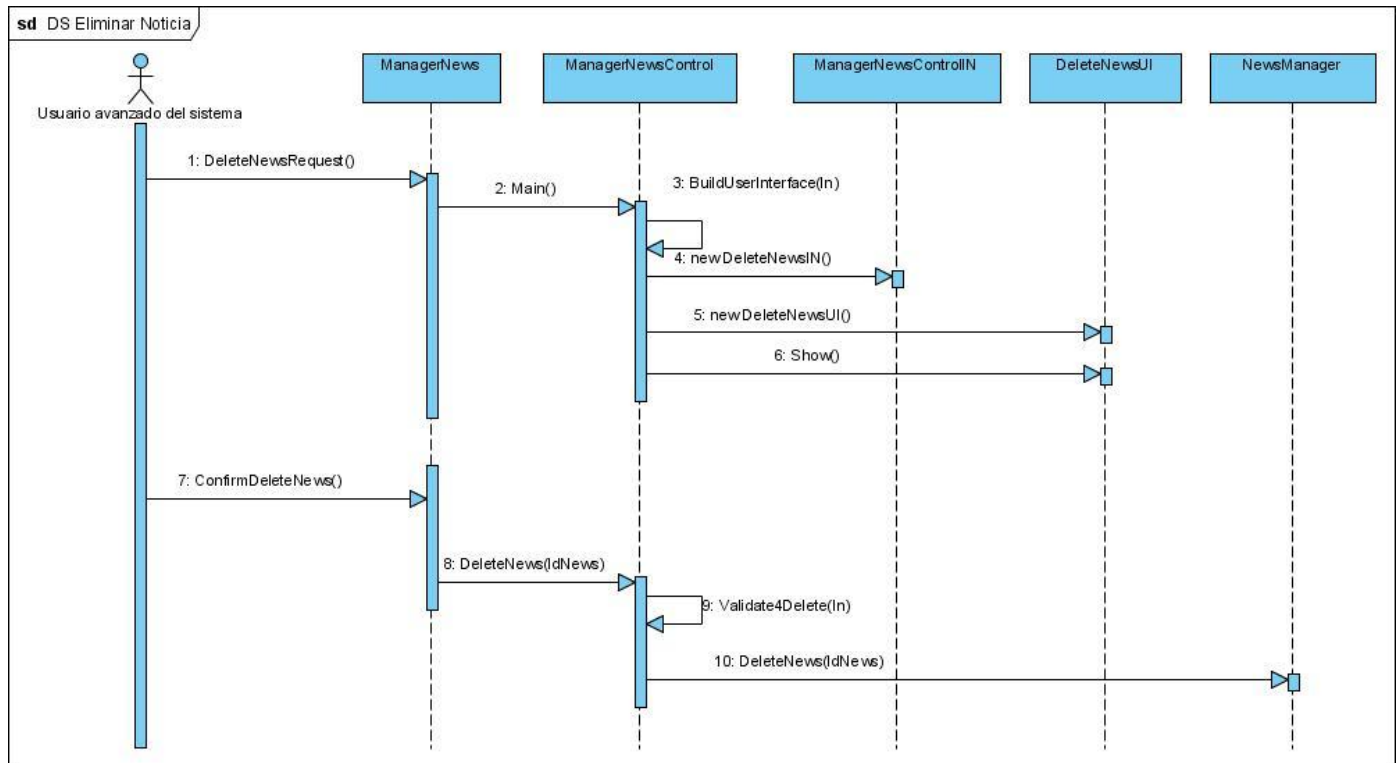 sd DS Eliminar Noticia
ManagerNews
ManagerNewsControl
ManagerNewsControlIN
DeleteNewsUI
NewsManager
Usuario avanzado del sistema
1: DeleteNewsRequest()
2: Main()
3: BuildUserInterface(In)
4: newDeleteNewsIN()
5: newDeleteNewsUI()
6: Show()
7: ConfirmDeleteNews()
8: DeleteNews(IdNews)
9: Validate4Delete(In)
10: DeleteNews(IdNews)